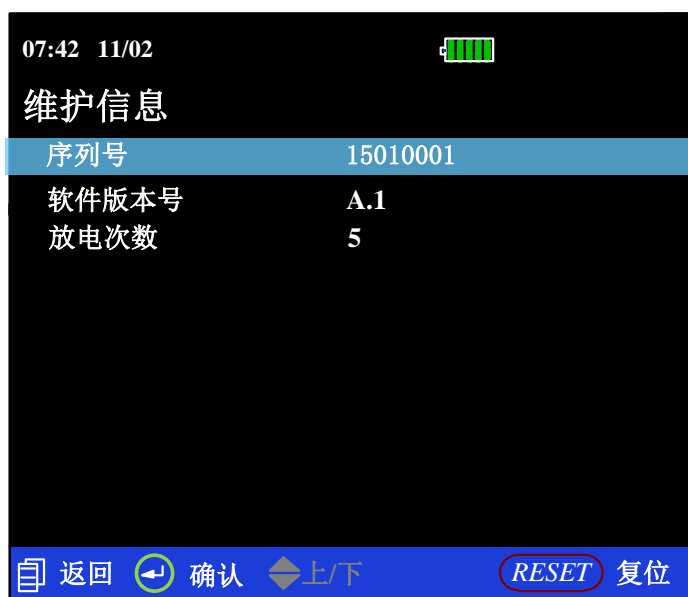 07:42 11/02
维护信息
序列号 15010001
软件版本号 A.1
放电次数 5
返回 确认 上/下 RESET 复位